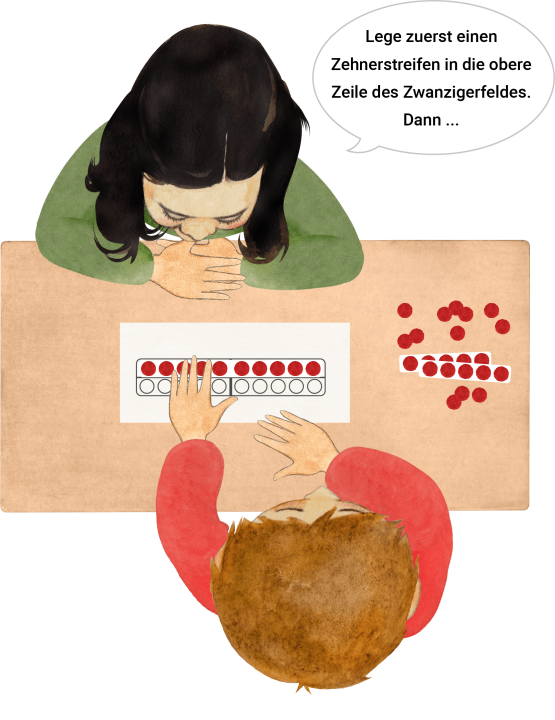 Lege zuerst einen
Zehnerstreifen in die obere
Zeile des Zwanzigerfeldes.
Dann ...